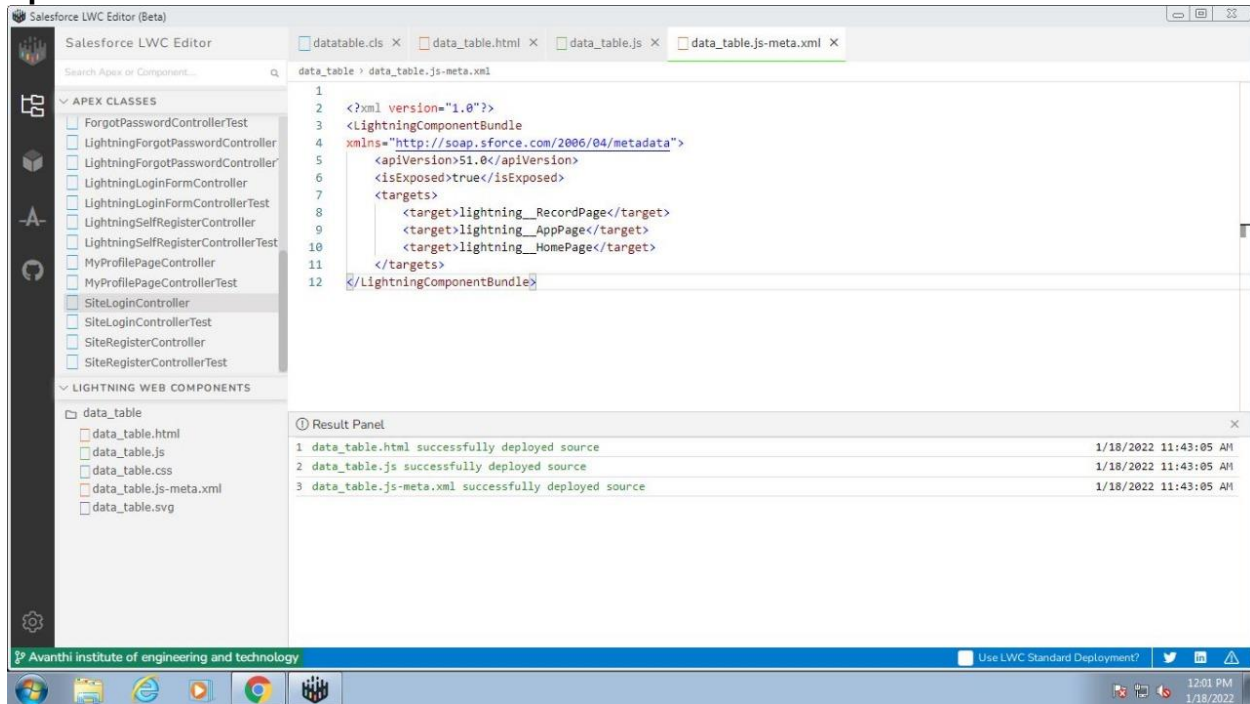 Salesforce LWC Editor (Beta)
Salesforce LWC Editor
datatable.cls
data_table.html
data_table.js
data_table.js-meta.xml
Search Apex or Component...
data_table › data_table.js-meta.xml
APEX CLASSES
ForgotPasswordControllerTest
LightningForgotPasswordController
LightningForgotPasswordController
LightningLoginFormController
LightningLoginFormControllerTest
LightningSelfRegisterController
LightningSelfRegisterControllerTest
MyProfilePageController
MyProfilePageControllerTest
SiteLoginController
SiteLoginControllerTest
SiteRegisterController
SiteRegisterControllerTest
LIGHTNING WEB COMPONENTS
data_table
data_table.html
data_table.js
data_table.css
data_table.js-meta.xml
data_table.svg
1
2 <?xml version="1.0"?>
3 <LightningComponentBundle
4 xmlns="http://soap.sforce.com/2006/04/metadata">
5 <apiVersion>51.0</apiVersion>
6 <isExposed>true</isExposed>
7 <targets>
8 <target>lightning__RecordPage</target>
9 <target>lightning__AppPage</target>
10 <target>lightning__HomePage</target>
11 </targets>
12 </LightningComponentBundle>
Result Panel
1 data_table.html successfully deployed source 1/18/2022 11:43:05 AM
2 data_table.js successfully deployed source 1/18/2022 11:43:05 AM
3 data_table.js-meta.xml successfully deployed source 1/18/2022 11:43:05 AM
Avanthi institute of engineering and technology
Use LWC Standard Deployment?
12:01 PM
1/18/2022